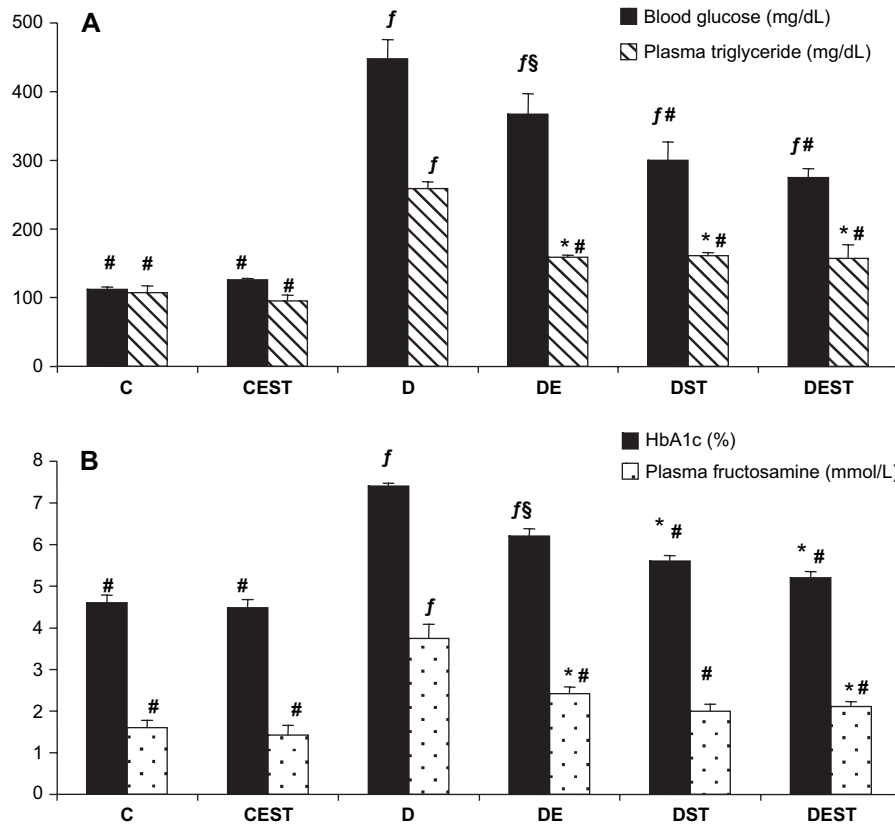 A
Blood glucose (mg/dL)
Plasma triglyceride (mg/dL)
500
400
300
200
100
0
# # # # ƒ ƒ ƒ§ * # ƒ# * # ƒ# * #
C CEST D DE DST DEST
B
HbA1c (%)
Plasma fructosamine (mmol/L)
8
7
6
5
4
3
2
1
0
# # # # ƒ ƒ ƒ§ * # * # # * # * #
C CEST D DE DST DEST